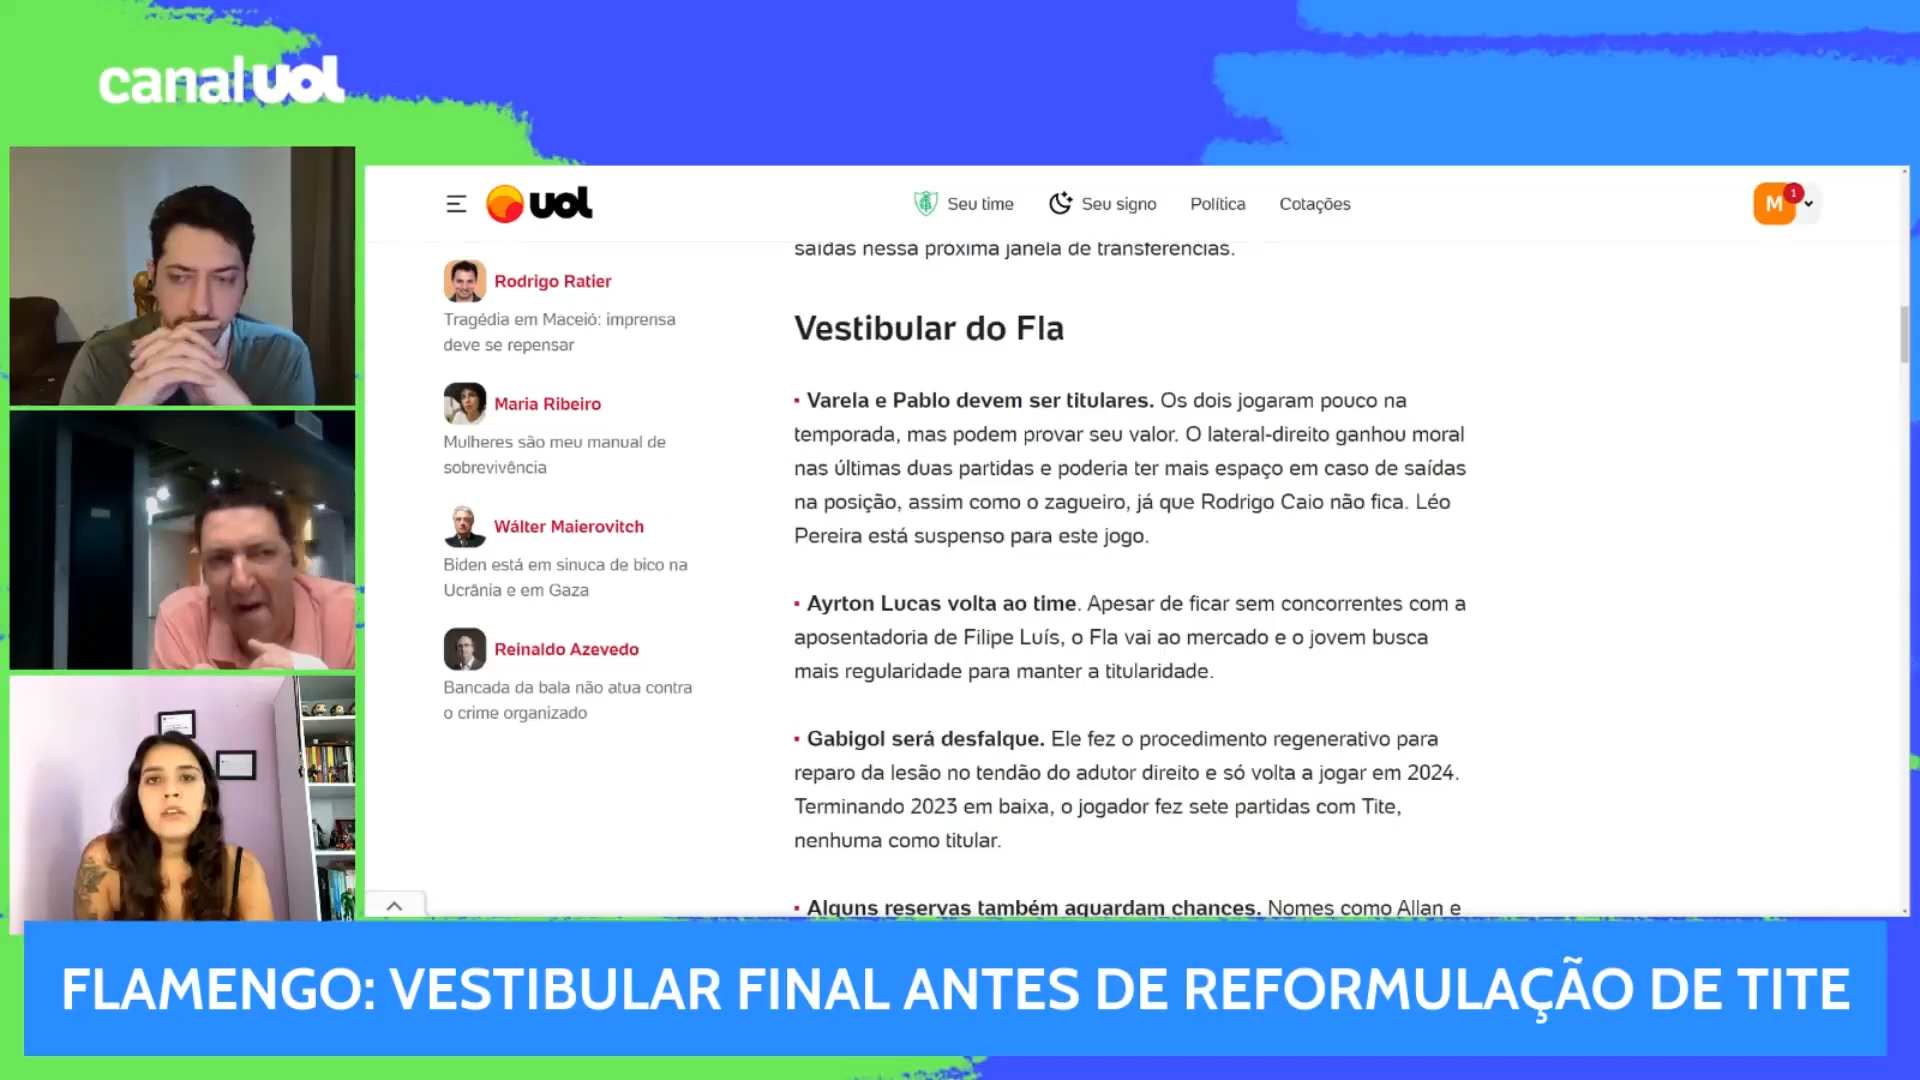 canal uol
uol
Seu time
Seu signo
Política
Cotações
M
1
Rodrigo Ratier
Tragédia em Maceió: imprensa
deve se repensar
Maria Ribeiro
Mulheres são meu manual de
sobrevivência
Wálter Maierovitch
Biden está em sinuca de bico na
Ucrânia e em Gaza
Reinaldo Azevedo
Bancada da bala não atua contra
o crime organizado
saídas nessa próxima janela de transferências.
Vestibular do Fla
▪ Varela e Pablo devem ser titulares. Os dois jogaram pouco na
temporada, mas podem provar seu valor. O lateral-direito ganhou moral
nas últimas duas partidas e poderia ter mais espaço em caso de saídas
na posição, assim como o zagueiro, já que Rodrigo Caio não fica. Léo
Pereira está suspenso para este jogo.
▪ Ayrton Lucas volta ao time. Apesar de ficar sem concorrentes com a
aposentadoria de Filipe Luís, o Fla vai ao mercado e o jovem busca
mais regularidade para manter a titularidade.
▪ Gabigol será desfalque. Ele fez o procedimento regenerativo para
reparo da lesão no tendão do adutor direito e só volta a jogar em 2024.
Terminando 2023 em baixa, o jogador fez sete partidas com Tite,
nenhuma como titular.
▪ Alguns reservas também aguardam chances. Nomes como Allan e
FLAMENGO: VESTIBULAR FINAL ANTES DE REFORMULAÇÃO DE TITE